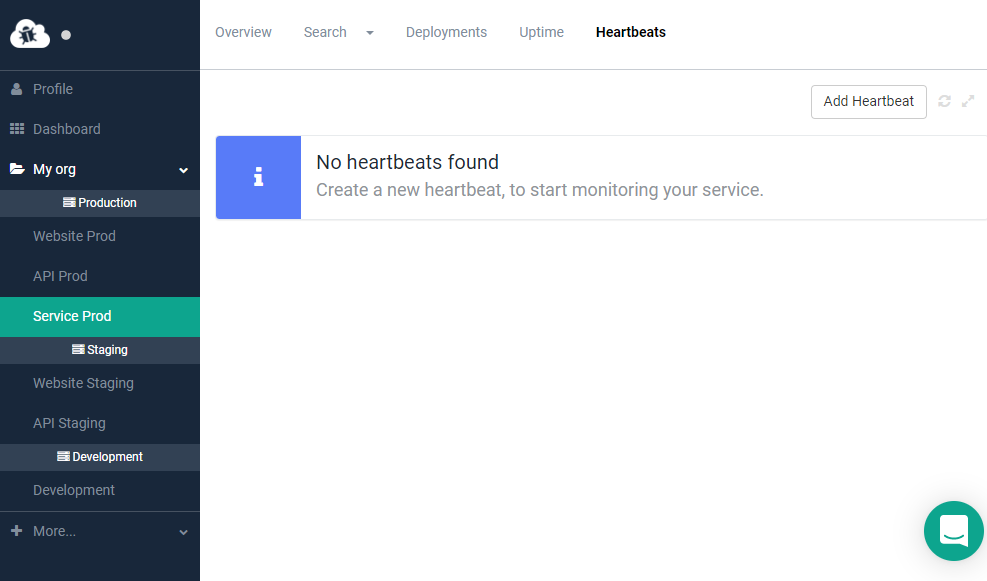 Overview Search Deployments Uptime Heartbeats
Profile
Dashboard
My org
Production
Website Prod
API Prod
Service Prod
Staging
Website Staging
API Staging
Development
Development
More...
Add Heartbeat
No heartbeats found
Create a new heartbeat, to start monitoring your service.